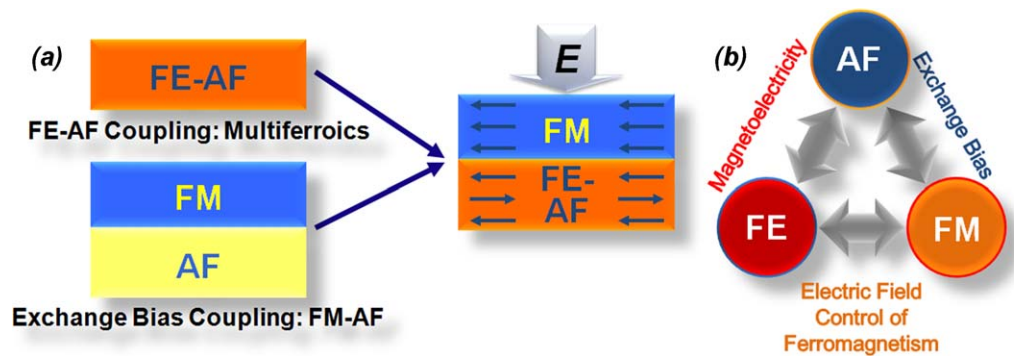 (a)
FE-AF
FE-AF Coupling: Multiferroics
FM
AF
Exchange Bias Coupling: FM-AF
E
FM
FE-
AF
(b)
AF
Magnetoelectricity
Exchange Bias
FE
FM
Electric Field
Control of
Ferromagnetism